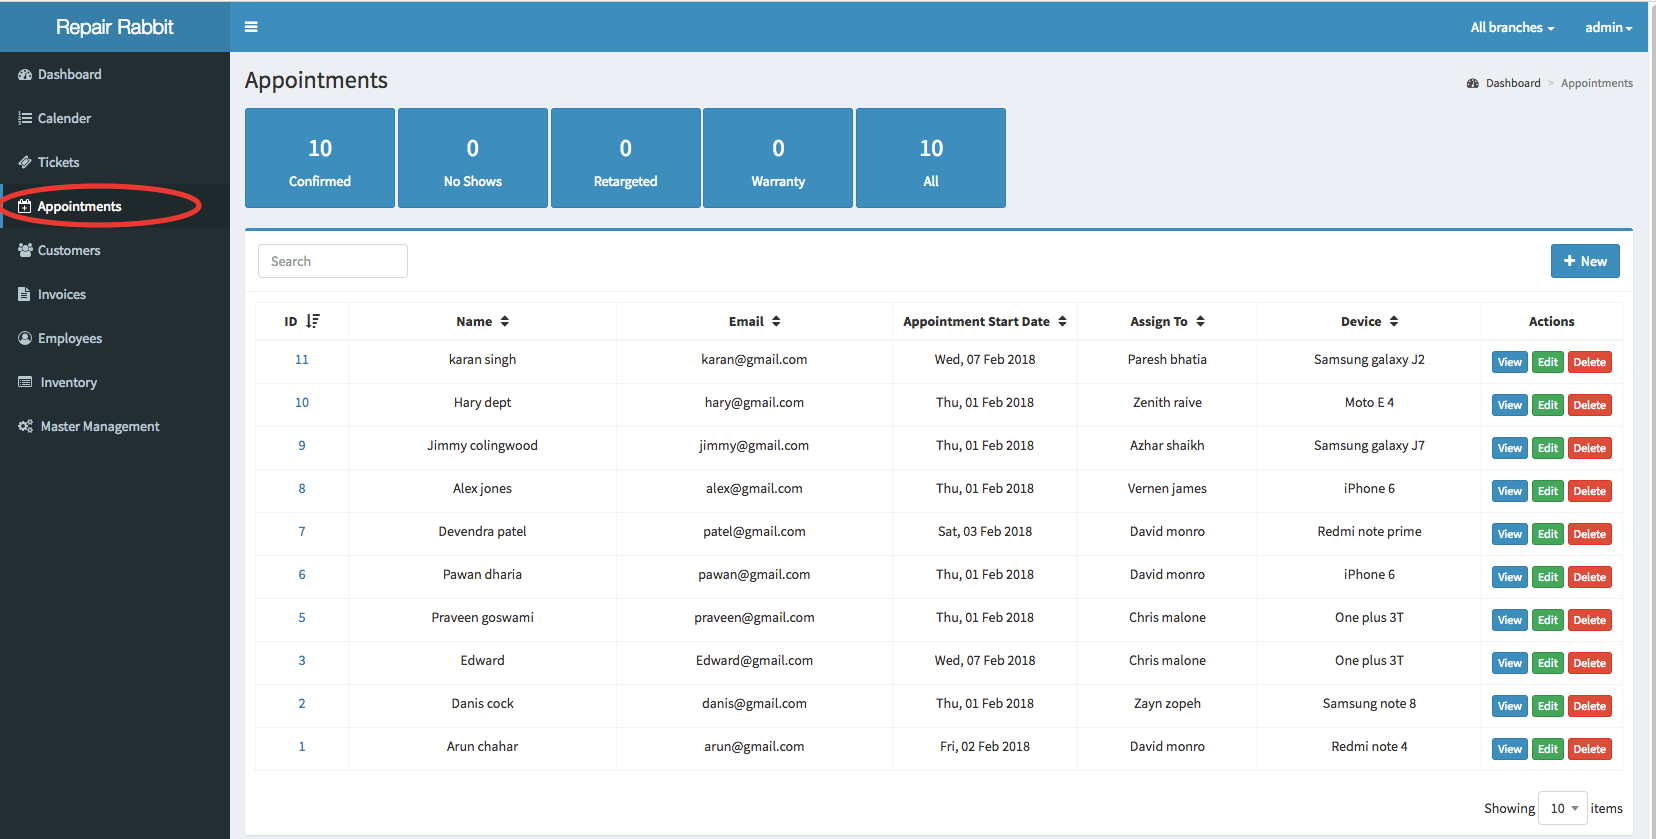 Repair Rabbit
All branches
admin
Dashboard
Calender
Tickets
Appointments
Customers
Invoices
Employees
Inventory
Master Management
Appointments
Dashboard > Appointments
10 0 0 0 10
Confirmed No Shows Retargeted Warranty All
Search
+ New
ID Name Email Appointment Start Date Assign To Device Actions
11 karan singh karan@gmail.com Wed, 07 Feb 2018 Paresh bhatia Samsung galaxy J2 View Edit Delete
10 Hary dept hary@gmail.com Thu, 01 Feb 2018 Zenith raive Moto E 4 View Edit Delete
9 Jimmy colingwood jimmy@gmail.com Thu, 01 Feb 2018 Azhar shaikh Samsung galaxy J7 View Edit Delete
8 Alex jones alex@gmail.com Thu, 01 Feb 2018 Vernen james iPhone 6 View Edit Delete
7 Devendra patel patel@gmail.com Sat, 03 Feb 2018 David monro Redmi note prime View Edit Delete
6 Pawan dharia pawan@gmail.com Thu, 01 Feb 2018 David monro iPhone 6 View Edit Delete
5 Praveen goswami praveen@gmail.com Thu, 01 Feb 2018 Chris malone One plus 3T View Edit Delete
3 Edward Edward@gmail.com Wed, 07 Feb 2018 Chris malone One plus 3T View Edit Delete
2 Danis cock danis@gmail.com Thu, 01 Feb 2018 Zayn zopeh Samsung note 8 View Edit Delete
1 Arun chahar arun@gmail.com Fri, 02 Feb 2018 David monro Redmi note 4 View Edit Delete
Showing 10 items